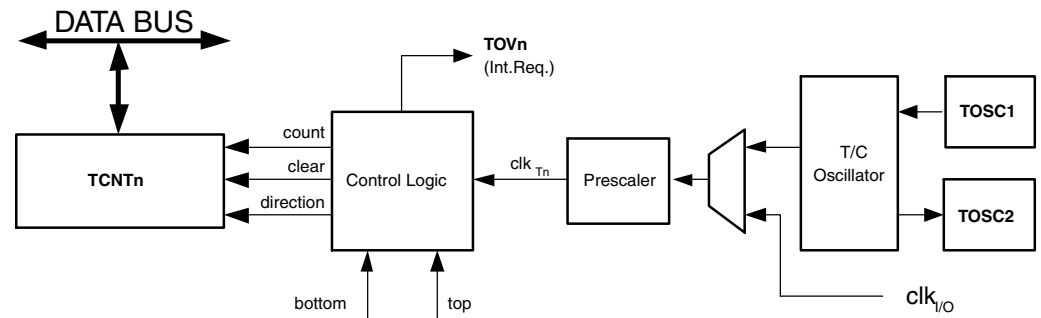 DATA BUS
TOVn
(Int.Req.)
TOSC1
count
T/C
Oscillator
TCNTn
clear
Control Logic
clk Tn
Prescaler
direction
TOSC2
bottom
top
clk I/O